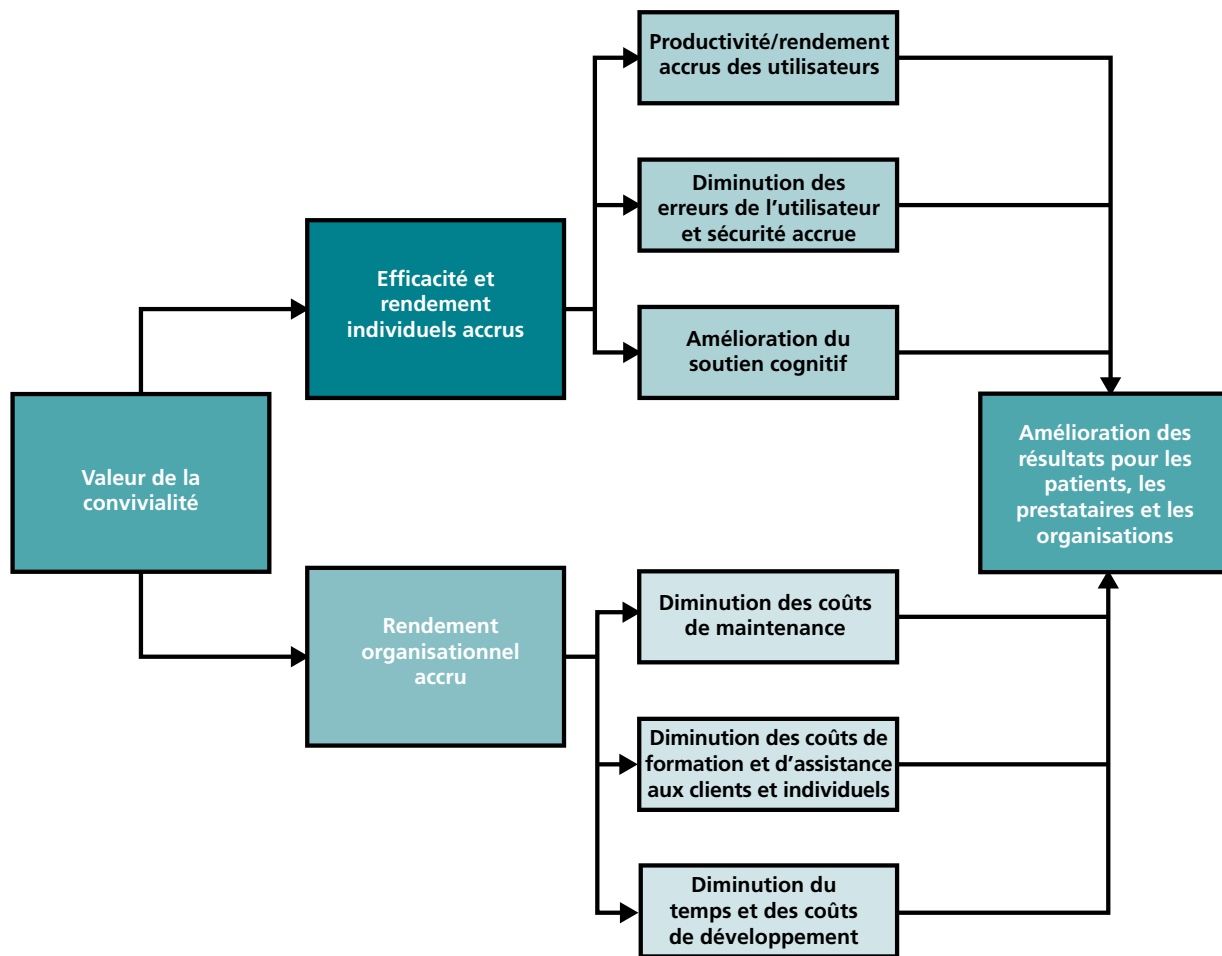 Productivité/rendement
accrus des utilisateurs
Diminution des
erreurs de l’utilisateur
et sécurité accrue
Efficacité et
rendement
individuels accrus
Amélioration du
soutien cognitif
Valeur de la
convivialité
Amélioration des
résultats pour les
patients, les
prestataires et les
organisations
Rendement
organisationnel
accru
Diminution des coûts
de maintenance
Diminution des coûts de
formation et d’assistance
aux clients et individuels
Diminution du
temps et des coûts
de développement